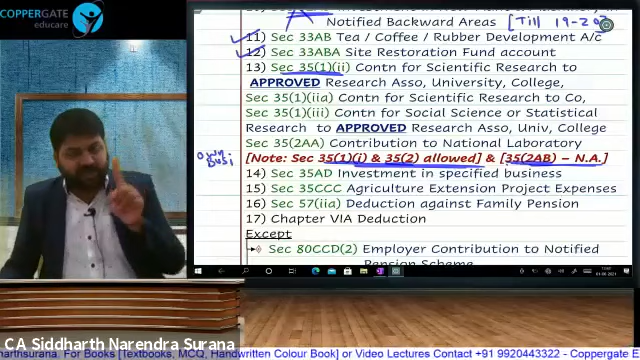 COPPERGATE
educare
Notified Backward Areas [Till 19-20]
11) Sec 33AB Tea / Coffee / Rubber Development A/c
12) Sec 33ABA Site Restoration Fund account
13) Sec 35(1)(ii) Contn for Scientific Research to
APPROVED Research Asso, University, College,
Sec 35(1)(iia) Contn for Scientific Research to Co,
Sec 35(1)(iii) Contn for Social Science or Statistical
Research to APPROVED Research Asso, Univ, College
Sec 35(2AA) Contribution to National Laboratory
[Note: Sec 35(1)(i) & 35(2) allowed] & [35(2AB) – N.A.]
14) Sec 35AD Investment in specified business
15) Sec 35CCC Agriculture Extension Project Expenses
16) Sec 57(iia) Deduction against Family Pension
17) Chapter VIA Deduction
Except
Sec 80CCD(2) Employer Contribution to Notified
Pension Scheme
CA Siddharth Narendra Surana
harthsurana. For Books [Textbooks, MCQ, Handwritten Colour Book] or Video Lectures Contact +91 9920443322 - Coppergate E